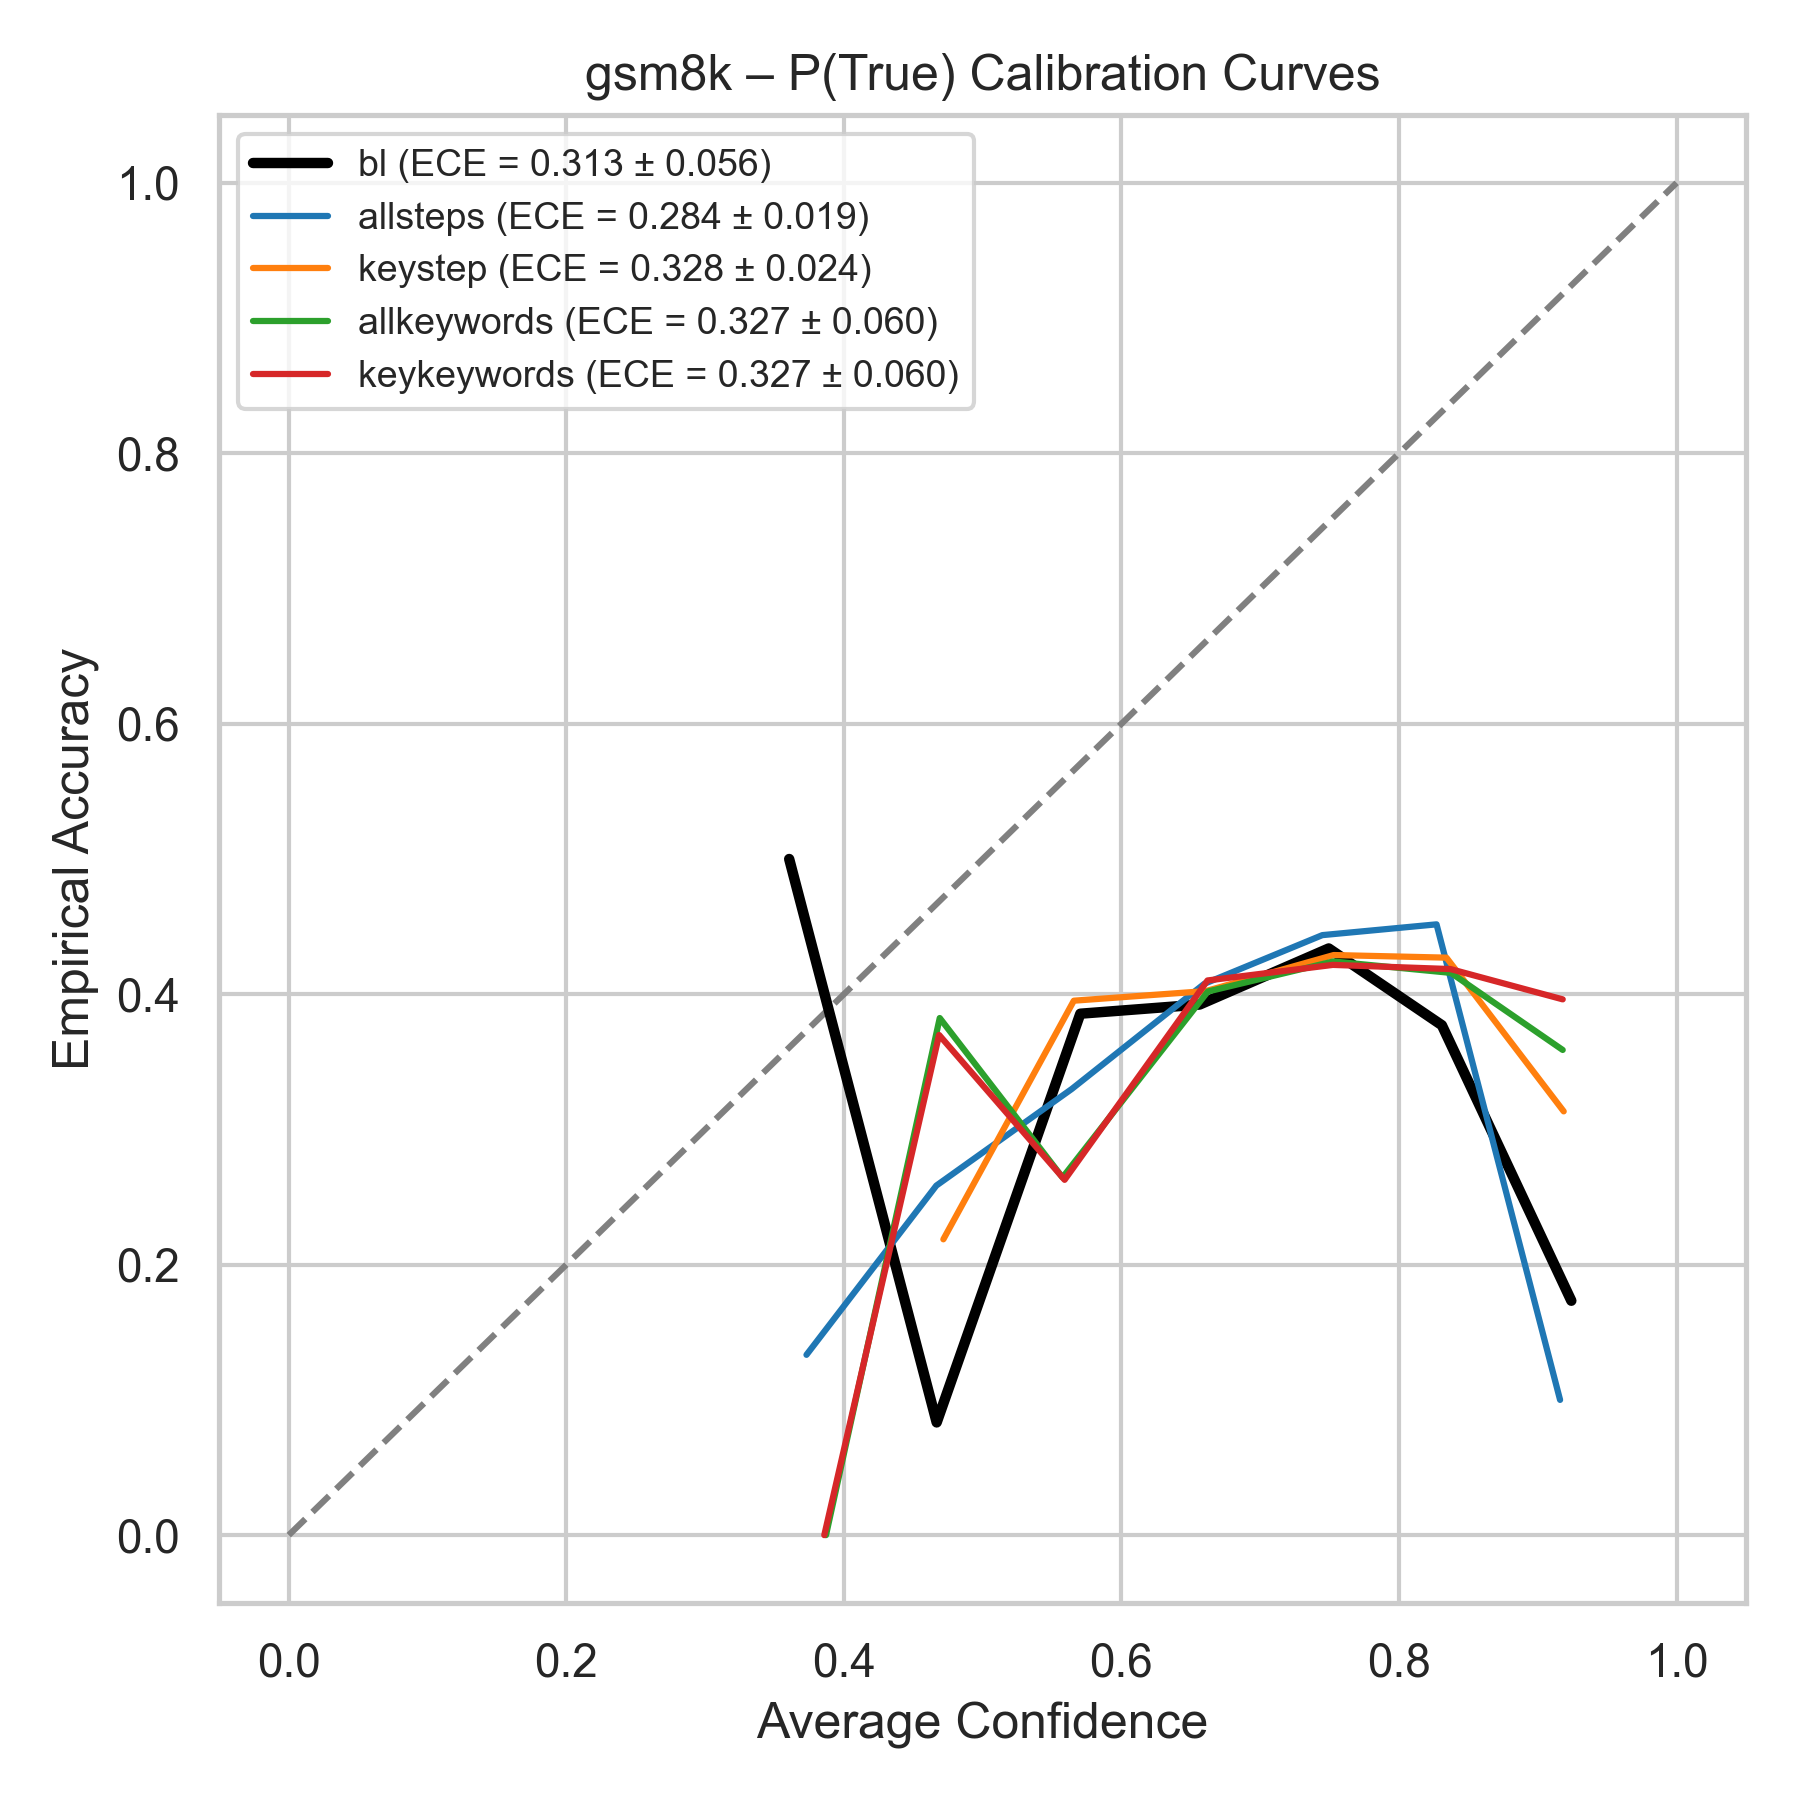 gsm8k – P(True) Calibration Curves
bl (ECE = 0.313 ± 0.056)
allsteps (ECE = 0.284 ± 0.019)
keystep (ECE = 0.328 ± 0.024)
allkeywords (ECE = 0.327 ± 0.060)
keykeywords (ECE = 0.327 ± 0.060)
1.0
0.8
0.6
0.4
0.2
0.0
Empirical Accuracy
0.0 0.2 0.4 0.6 0.8 1.0
Average Confidence